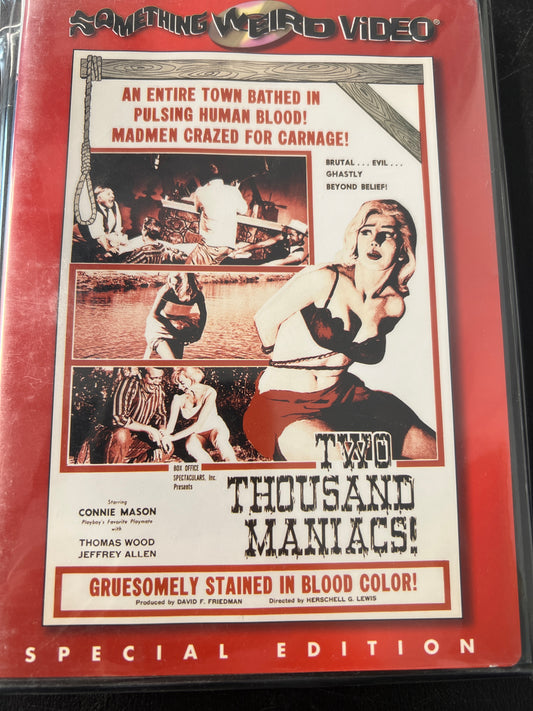 SOMETHING WEIRD VIDEO®
AN ENTIRE TOWN BATHED IN
PULSING HUMAN BLOOD!
MADMEN CRAZED FOR CARNAGE!
BRUTAL . . . EVIL . . .
GHASTLY
BEYOND BELIEF!
BOX OFFICE
SPECTACULARS, Inc.
Presents
TWO
THOUSAND
MANIACS!
Starring
CONNIE MASON
Playboy's Favorite Playmate
with
THOMAS WOOD
JEFFREY ALLEN
GRUESOMELY STAINED IN BLOOD COLOR!
Produced by DAVID F. FRIEDMAN Directed by HERSCHELL G. LEWIS
SPECIAL EDITION